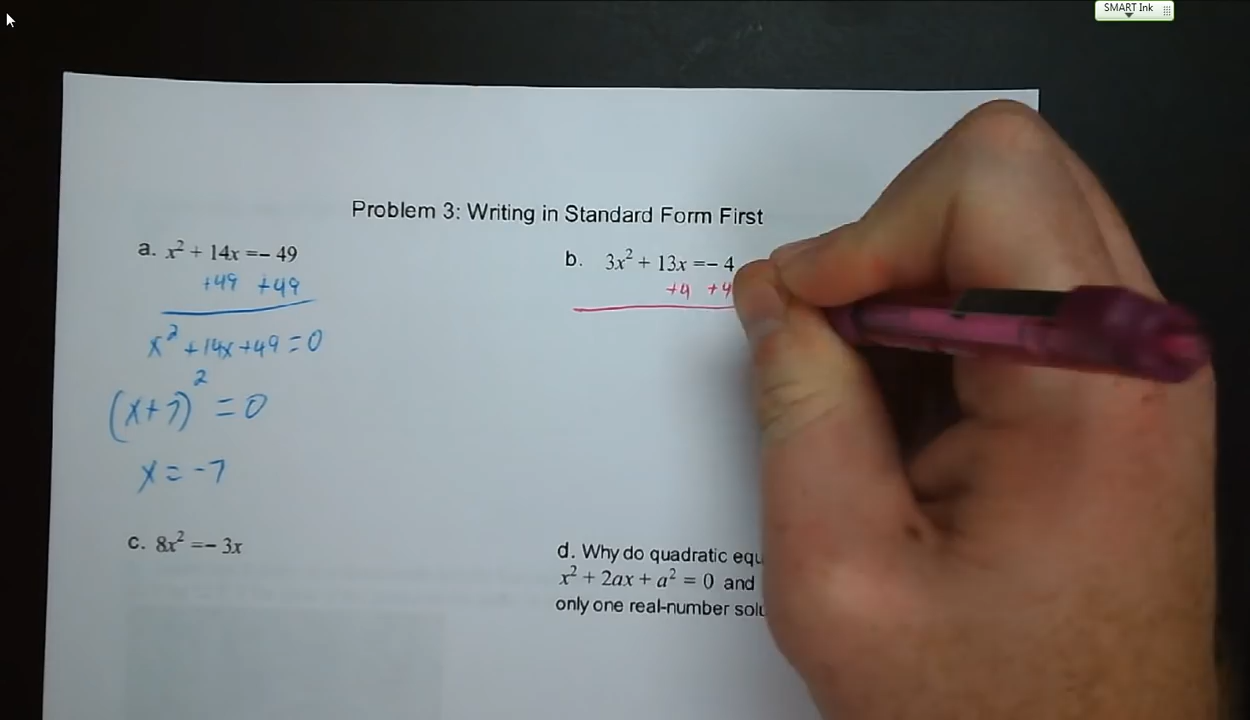 SMART Ink
Problem 3: Writing in Standard Form First
a. x² + 14x = – 49
+49 +49
x² + 14x + 49 = 0
(x + 7)² = 0
x = -7
b. 3x² + 13x = – 4
+4 +4
c. 8x² = – 3x
d. Why do quadratic
x² + 2ax + a² = 0 and
only one real-number